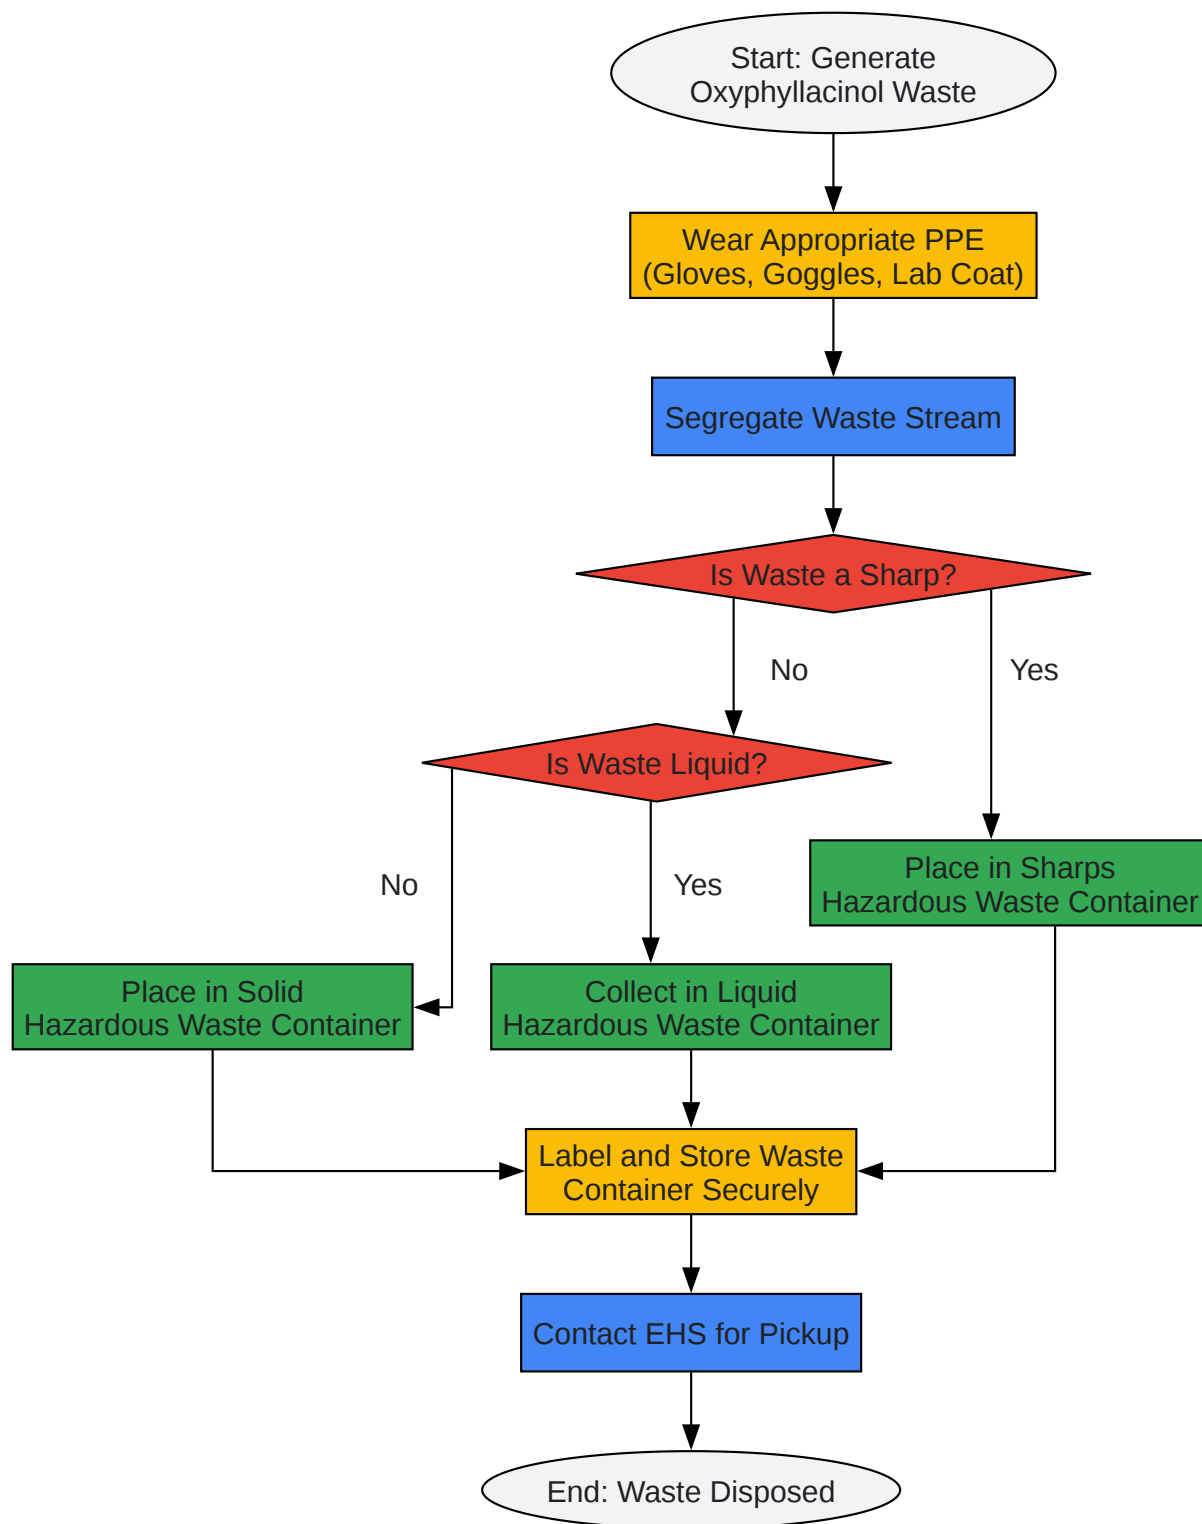 Start: Generate
Oxyphyllacinol Waste
Wear Appropriate PPE
(Gloves, Goggles, Lab Coat)
Segregate Waste Stream
Is Waste a Sharp?
No
Yes
Is Waste Liquid?
No
Yes
Place in Sharps
Hazardous Waste Container
Place in Solid
Hazardous Waste Container
Collect in Liquid
Hazardous Waste Container
Label and Store Waste
Container Securely
Contact EHS for Pickup
End: Waste Disposed